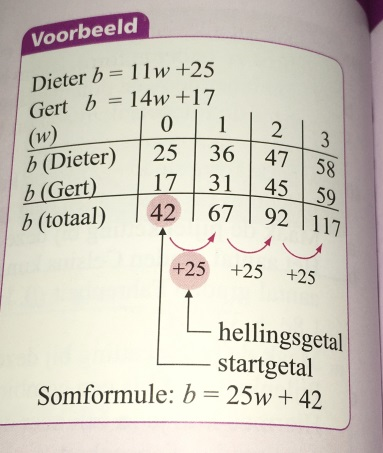 Voorbeeld
Dieter b = 11w +25
Gert b = 14w +17
(w) 0 1 2 3
b (Dieter) 25 36 47 58
b (Gert) 17 31 45 59
b (totaal) 42 67 92 117
+25 +25 +25
hellingsgetal
startgetal
Somformule: b = 25w + 42